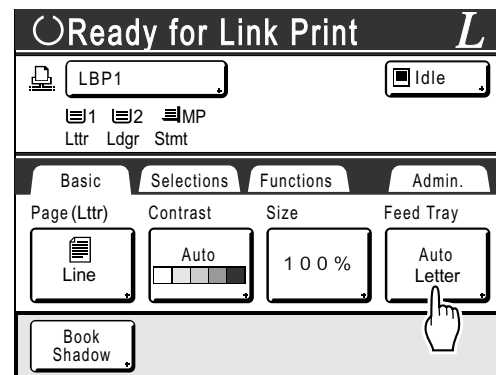 Ready for Link Print L
LBP1 Idle
1 2 MP
Lttr Ldgr Stmt
Basic Selections Functions Admin.
Page (Lttr) Contrast Size Feed Tray
Line Auto 100% Auto
Letter
Book
Shadow